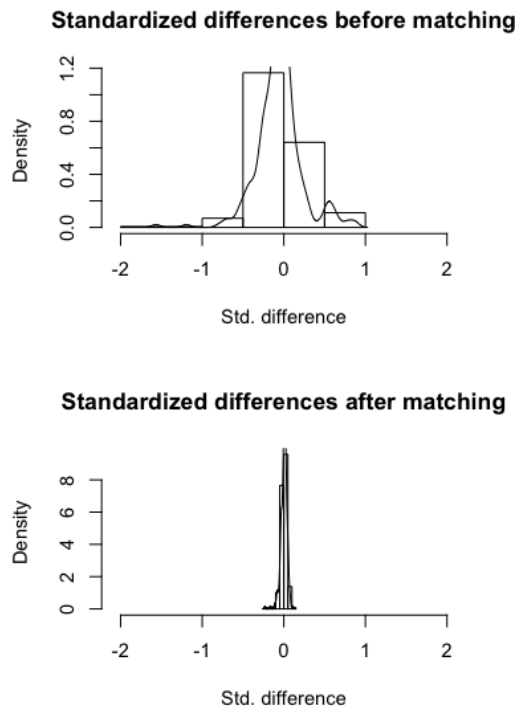 Standardized differences before matching
Density
1.2
0.8
0.4
0.0
-2 -1 0 1 2
Std. difference
Standardized differences after matching
Density
8
6
4
2
0
-2 -1 0 1 2
Std. difference